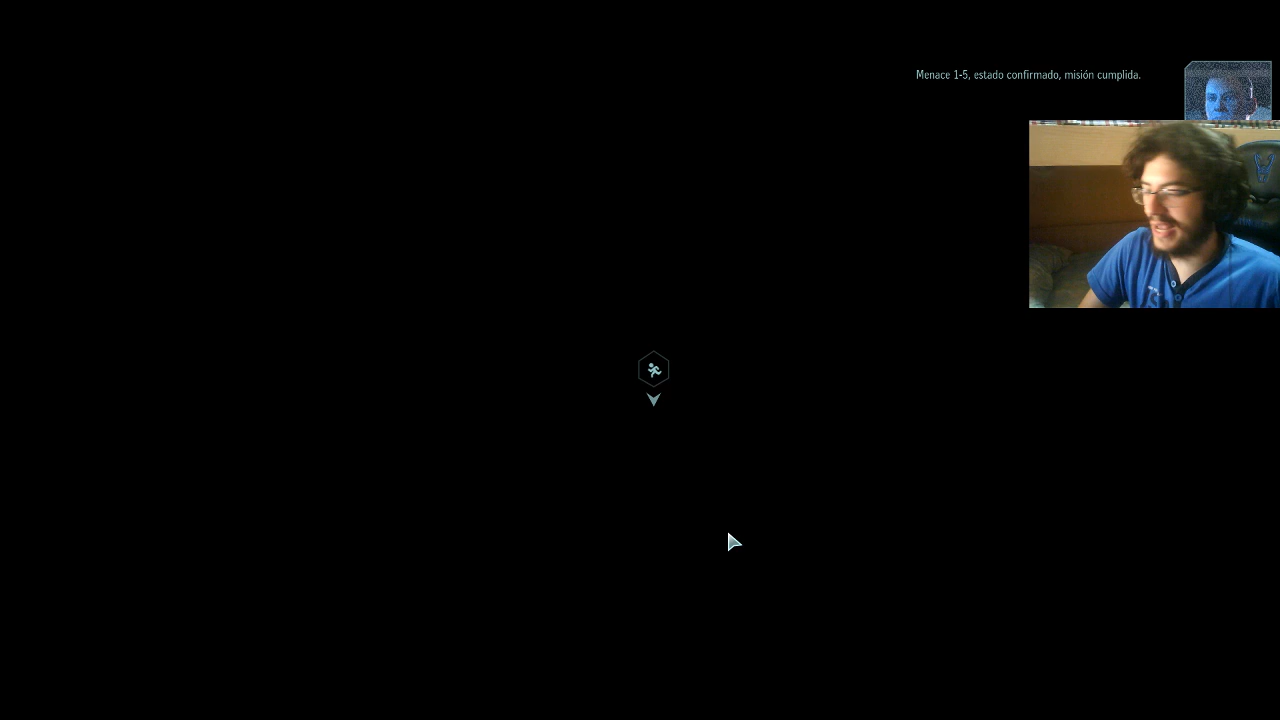 Menace 1-5, estado confirmado, misión cumplida.